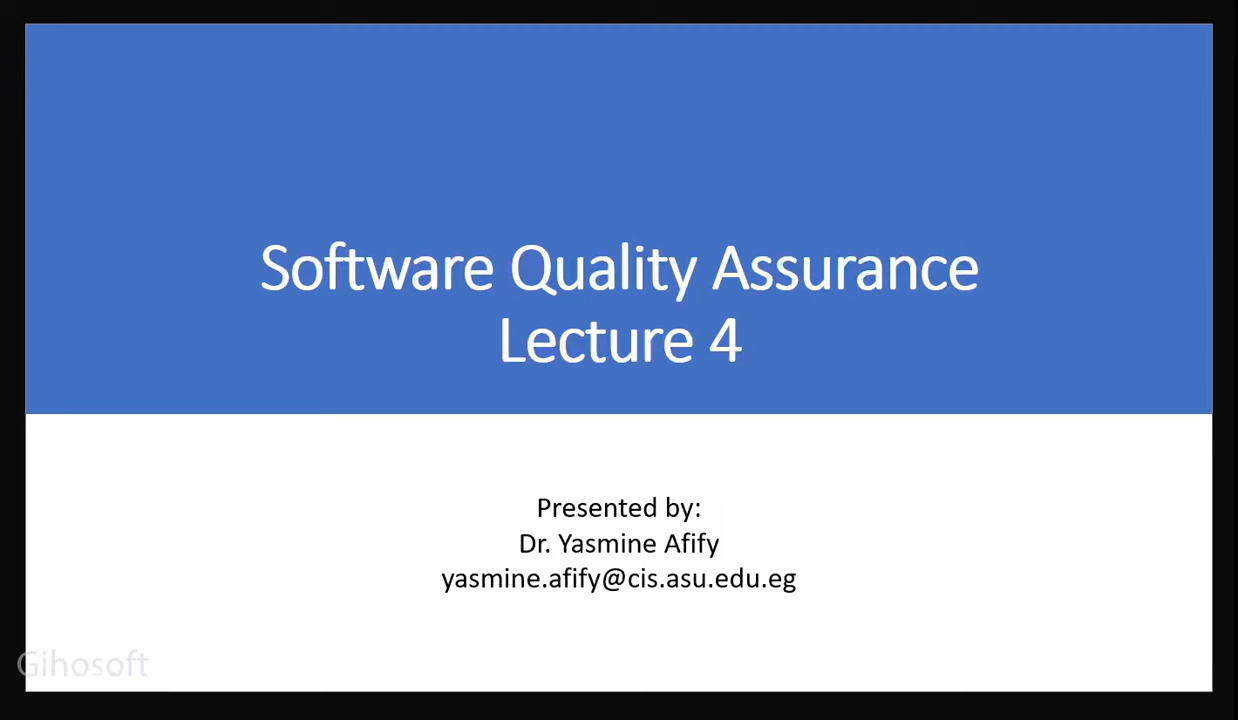 Software Quality Assurance
Lecture 4
Presented by:
Dr. Yasmine Afify
yasmine.afify@cis.asu.edu.eg
Gihosoft